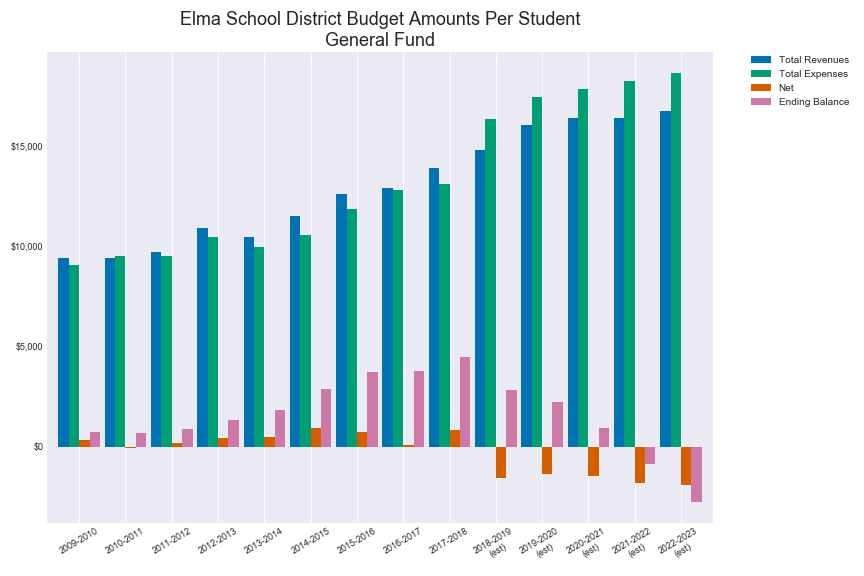 Elma School District Budget Amounts Per Student
General Fund
Total Revenues
Total Expenses
Net
Ending Balance
$15,000
$10,000
$5,000
$0
2009-2010
2010-2011
2011-2012
2012-2013
2013-2014
2014-2015
2015-2016
2016-2017
2017-2018
2018-2019
(est)
2019-2020
(est)
2020-2021
(est)
2021-2022
(est)
2022-2023
(est)